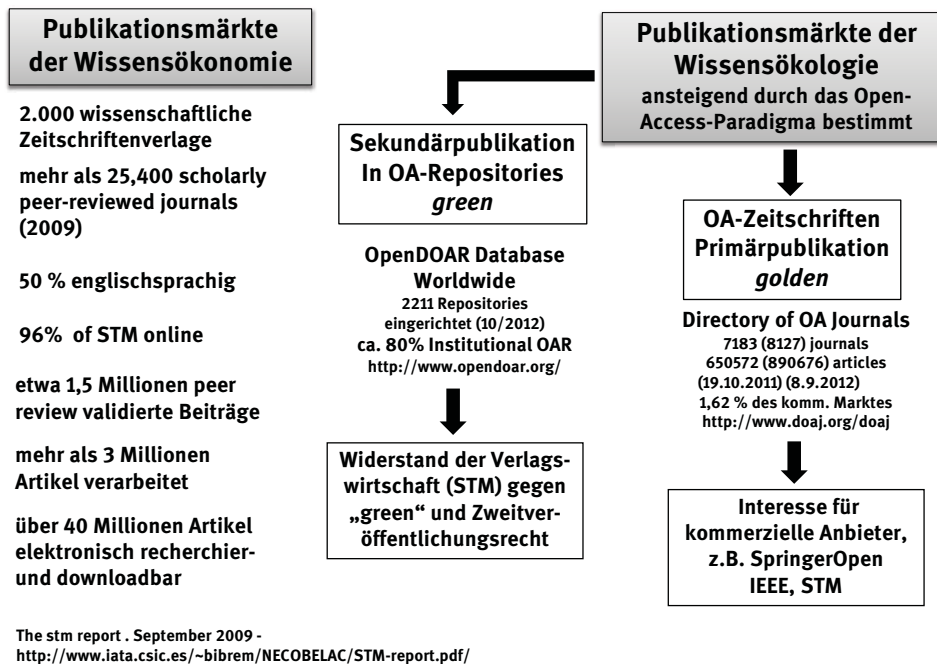 Publikationsmärkte
der Wissensökonomie
2.000 wissenschaftliche
Zeitschriftenverlage
mehr als 25,400 scholarly
peer-reviewed journals
(2009)
50 % englischsprachig
96% of STM online
etwa 1,5 Millionen peer
review validierte Beiträge
mehr als 3 Millionen
Artikel verarbeitet
über 40 Millionen Artikel
elektronisch recherchier-
und downloadbar
Publikationsmärkte der
Wissensökologie
ansteigend durch das Open-
Access-Paradigma bestimmt
Sekundärpublikation
In OA-Repositories
green
OpenDOAR Database
Worldwide
2211 Repositories
eingerichtet (10/2012)
ca. 80% Institutional OAR
http://www.opendoar.org/
Widerstand der Verlags-
wirtschaft (STM) gegen
„green“ und Zweitver-
öffentlichungsrecht
OA-Zeitschriften
Primärpublikation
golden
Directory of OA Journals
7183 (8127) journals
650572 (890676) articles
(19.10.2011) (8.9.2012)
1,62 % des komm. Marktes
http://www.doaj.org/doaj
Interesse für
kommerzielle Anbieter,
z.B. SpringerOpen
IEEE, STM
The stm report . September 2009 -
http://www.iata.csic.es/~bibrem/NECOBELAC/STM-report.pdf/